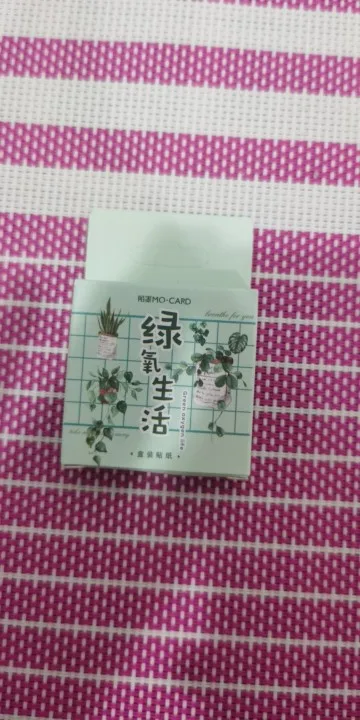 MO·CARD
breathe for you
绿氧生活
Green oxygen life
盒装贴纸